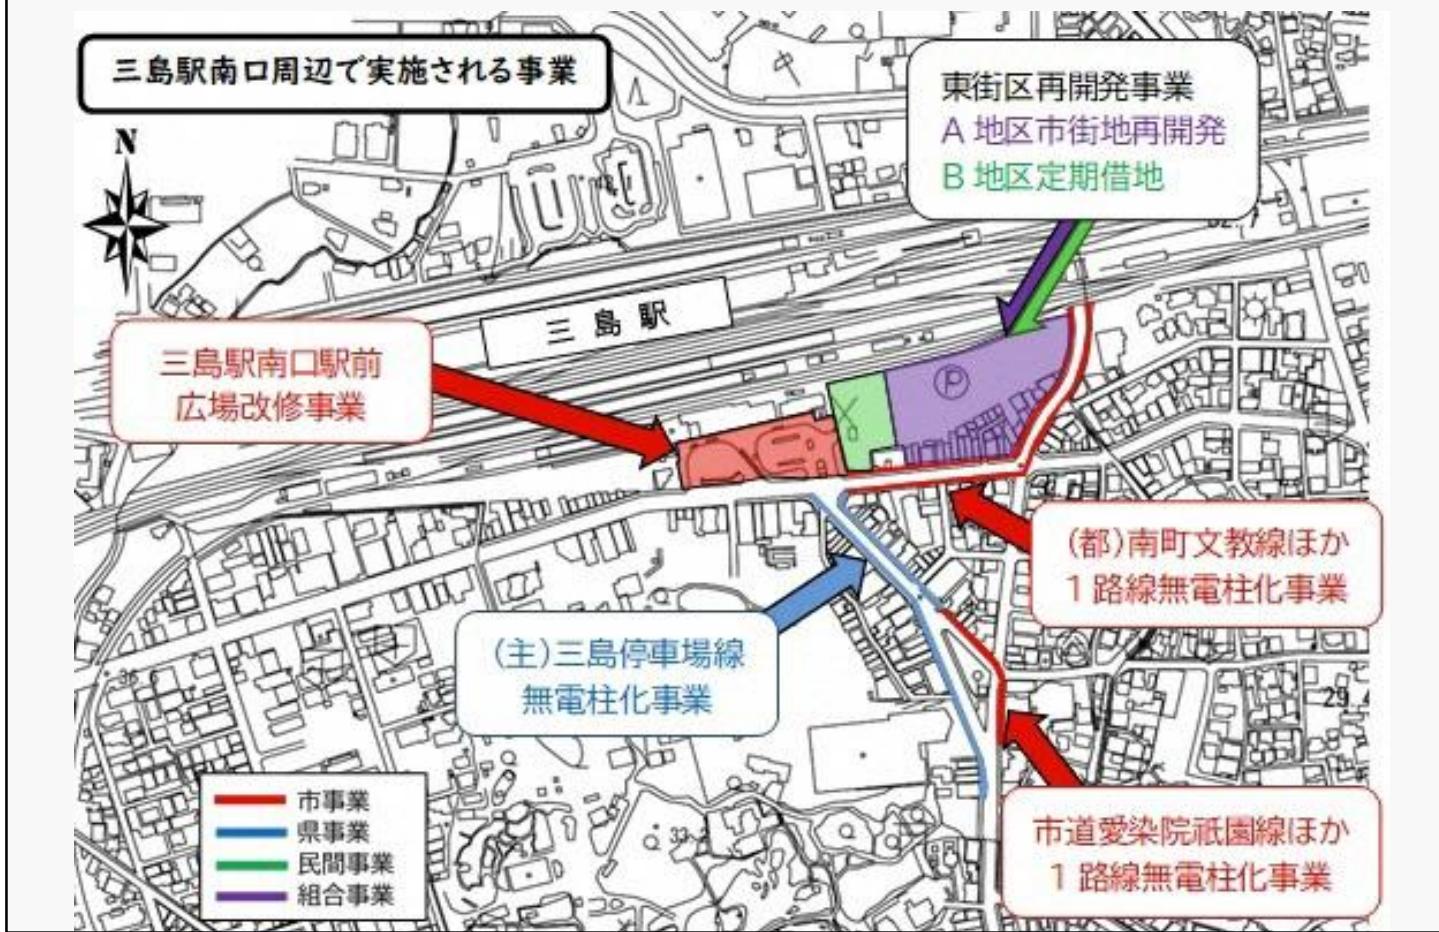 三島駅南口周辺で実施される事業
N
東街区再開発事業
A 地区市街地再開発
B 地区定期借地
三島駅
三島駅南口駅前
広場改修事業
P
(都)南町文教線ほか
1 路線無電柱化事業
(主)三島停車場線
無電柱化事業
36
市道愛染院祇園線ほか
1 路線無電柱化事業
市事業
県事業
民間事業
組合事業